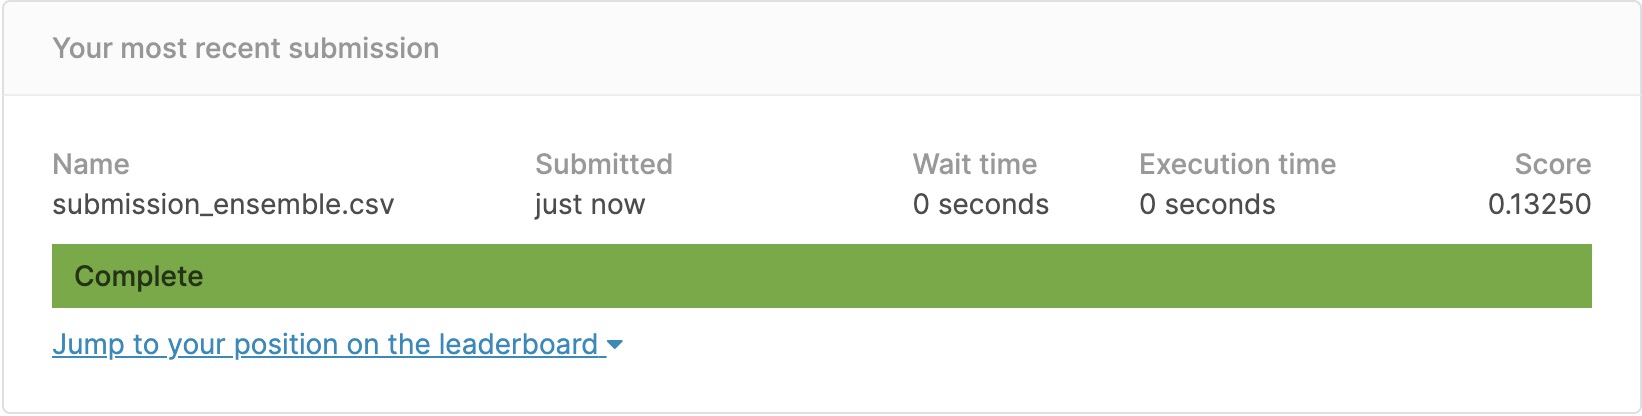 Your most recent submission
Name Submitted Wait time Execution time Score
submission_ensemble.csv just now 0 seconds 0 seconds 0.13250
Complete
Jump to your position on the leaderboard